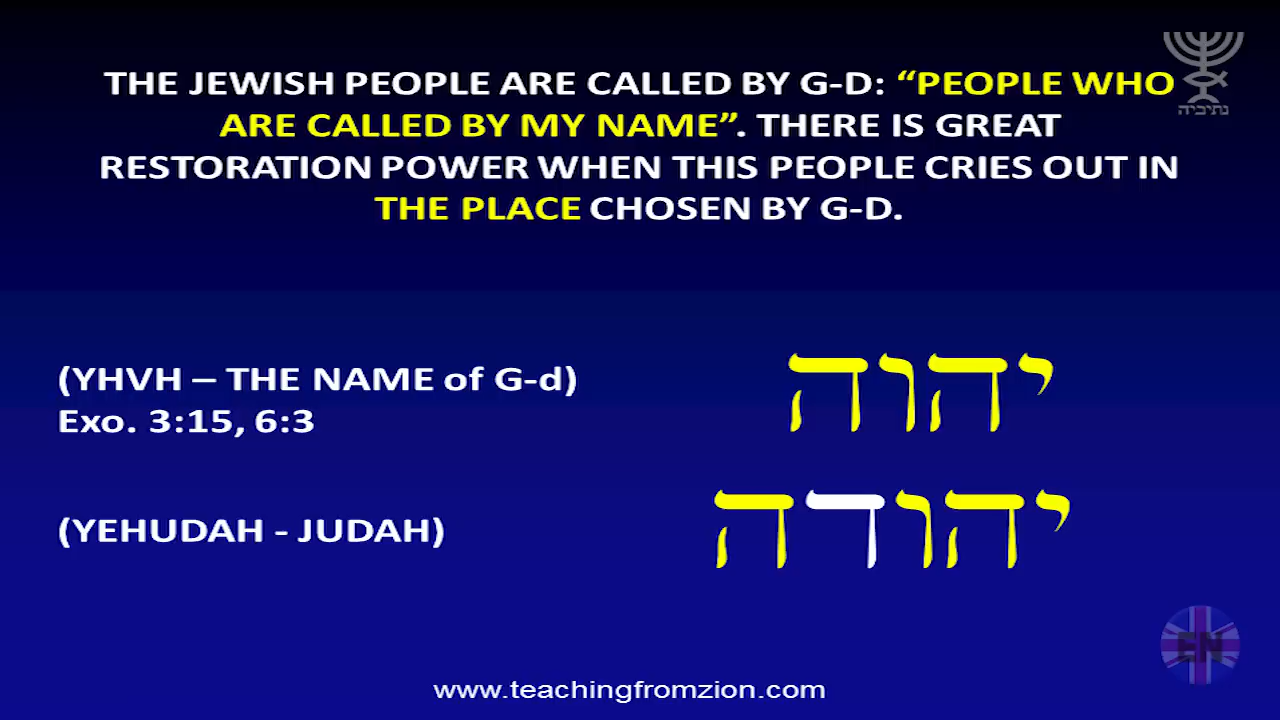 THE JEWISH PEOPLE ARE CALLED BY G-D: “PEOPLE WHO
ARE CALLED BY MY NAME”. THERE IS GREAT
RESTORATION POWER WHEN THIS PEOPLE CRIES OUT IN
THE PLACE CHOSEN BY G-D.
נתיביה
(YHVH – THE NAME of G-d)
Exo. 3:15, 6:3
יהוה
(YEHUDAH - JUDAH)
יהודה
EN
www.teachingfromzion.com